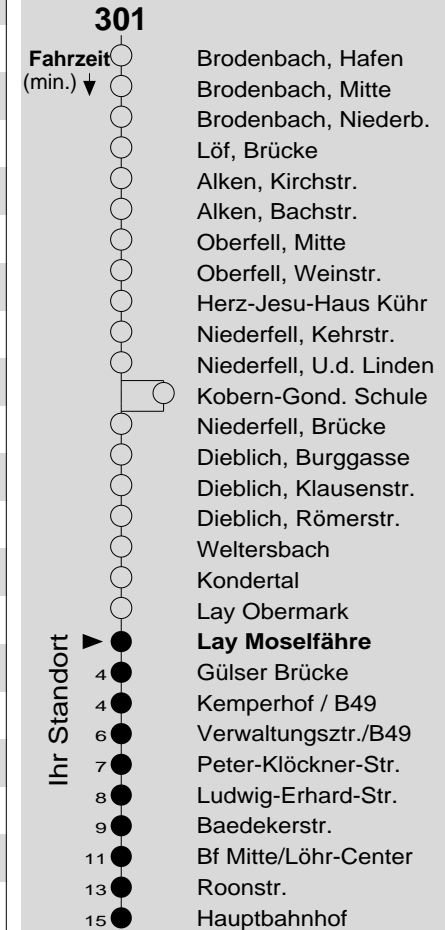 301
Fahrzeit Brodenbach, Hafen
(min.) Brodenbach, Mitte
Brodenbach, Niederb.
Löf, Brücke
Alken, Kirchstr.
Alken, Bachstr.
Oberfell, Mitte
Oberfell, Weinstr.
Herz-Jesu-Haus Kühr
Niederfell, Kehrstr.
Niederfell, U.d. Linden
Kobern-Gond. Schule
Niederfell, Brücke
Dieblich, Burggasse
Dieblich, Klausenstr.
Dieblich, Römerstr.
Weltersbach
Kondertal
Lay Obermark
Ihr Standort
Lay Moselfähre
4 Gülser Brücke
4 Kemperhof / B49
6 Verwaltungsztr./B49
7 Peter-Klöckner-Str.
8 Ludwig-Erhard-Str.
9 Baedekerstr.
11 Bf Mitte/Löhr-Center
13 Roonstr.
15 Hauptbahnhof